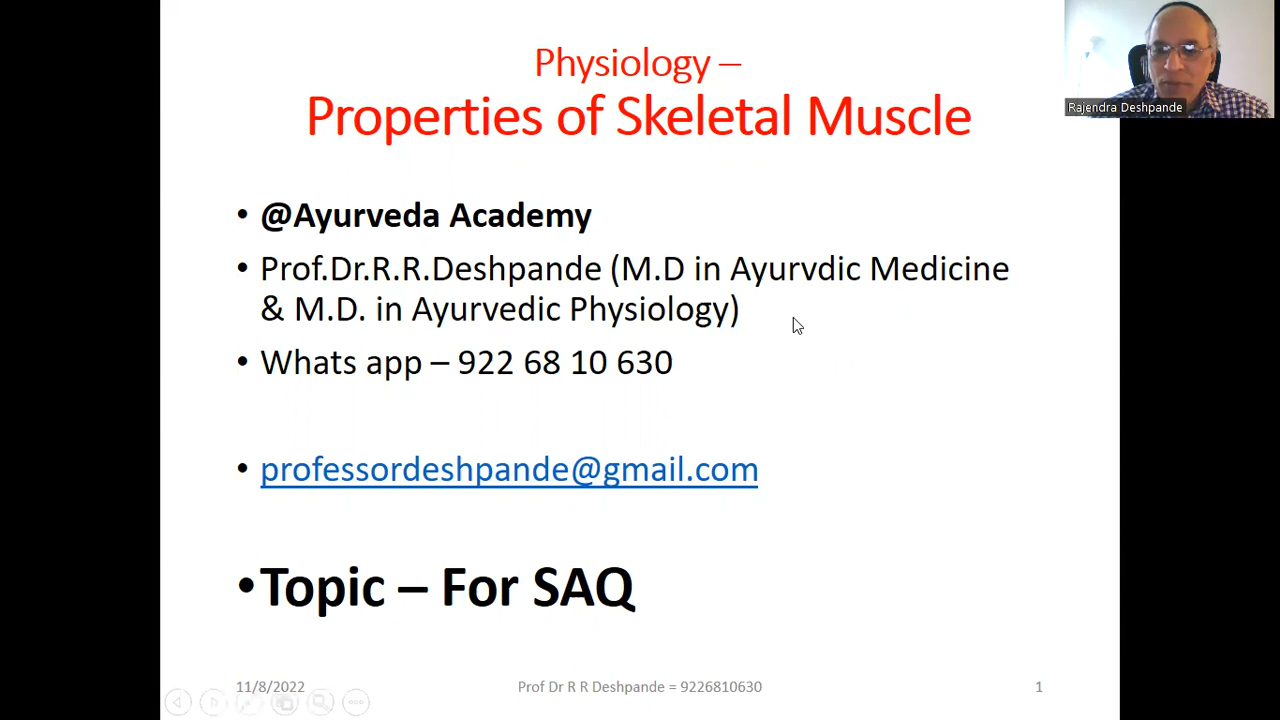 Physiology –
Properties of Skeletal Muscle
Rajendra Deshpande
• @Ayurveda Academy
• Prof.Dr.R.R.Deshpande (M.D in Ayurvdic Medicine
& M.D. in Ayurvedic Physiology)
• Whats app – 922 68 10 630
• professordeshpande@gmail.com
• Topic – For SAQ
11/8/2022
Prof Dr R R Deshpande = 9226810630
1